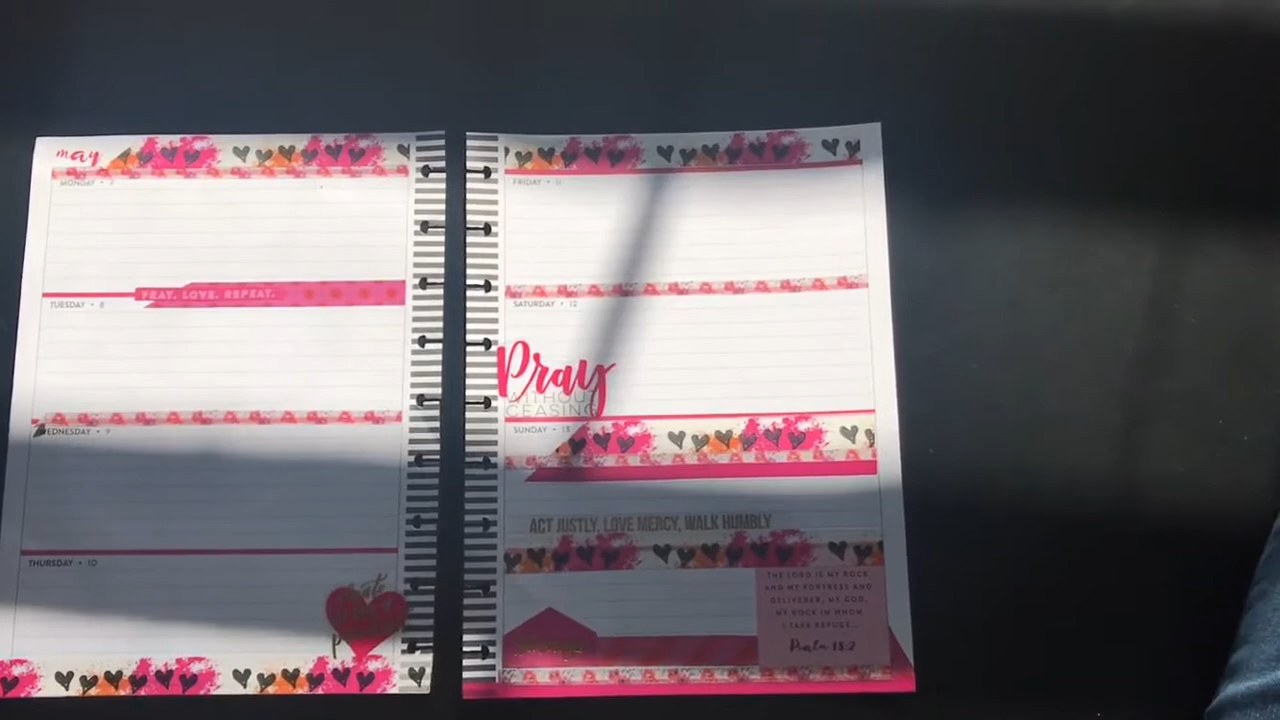 may
MONDAY • 7
PRAY. LOVE. REPEAT.
TUESDAY • 8
WEDNESDAY • 9
THURSDAY • 10
FRIDAY • 11
SATURDAY • 12
Pray
WITHOUT
CEASING
SUNDAY • 13
ACT JUSTLY, LOVE MERCY, WALK HUMBLY
THE LORD IS MY ROCK
AND MY FORTRESS AND
DELIVERER, MY GOD,
MY ROCK IN WHOM
I TAKE REFUGE...
Psalm 18:2